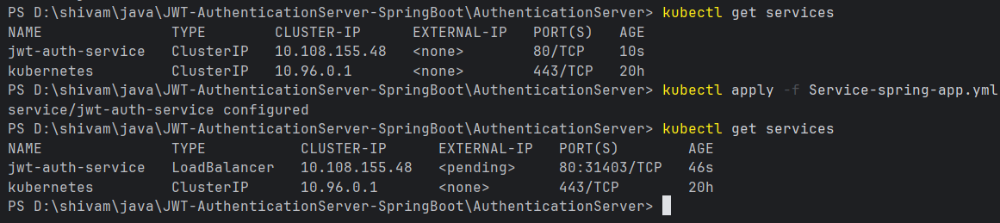 PS D:\shivam\java\JWT-AuthenticationServer-SpringBoot\AuthenticationServer> kubectl get services
NAME TYPE CLUSTER-IP EXTERNAL-IP PORT(S) AGE
jwt-auth-service ClusterIP 10.108.155.48 <none> 80/TCP 10s
kubernetes ClusterIP 10.96.0.1 <none> 443/TCP 20h
PS D:\shivam\java\JWT-AuthenticationServer-SpringBoot\AuthenticationServer> kubectl apply -f Service-spring-app.yml
service/jwt-auth-service configured
PS D:\shivam\java\JWT-AuthenticationServer-SpringBoot\AuthenticationServer> kubectl get services
NAME TYPE CLUSTER-IP EXTERNAL-IP PORT(S) AGE
jwt-auth-service LoadBalancer 10.108.155.48 <pending> 80:31403/TCP 46s
kubernetes ClusterIP 10.96.0.1 <none> 443/TCP 20h
PS D:\shivam\java\JWT-AuthenticationServer-SpringBoot\AuthenticationServer>